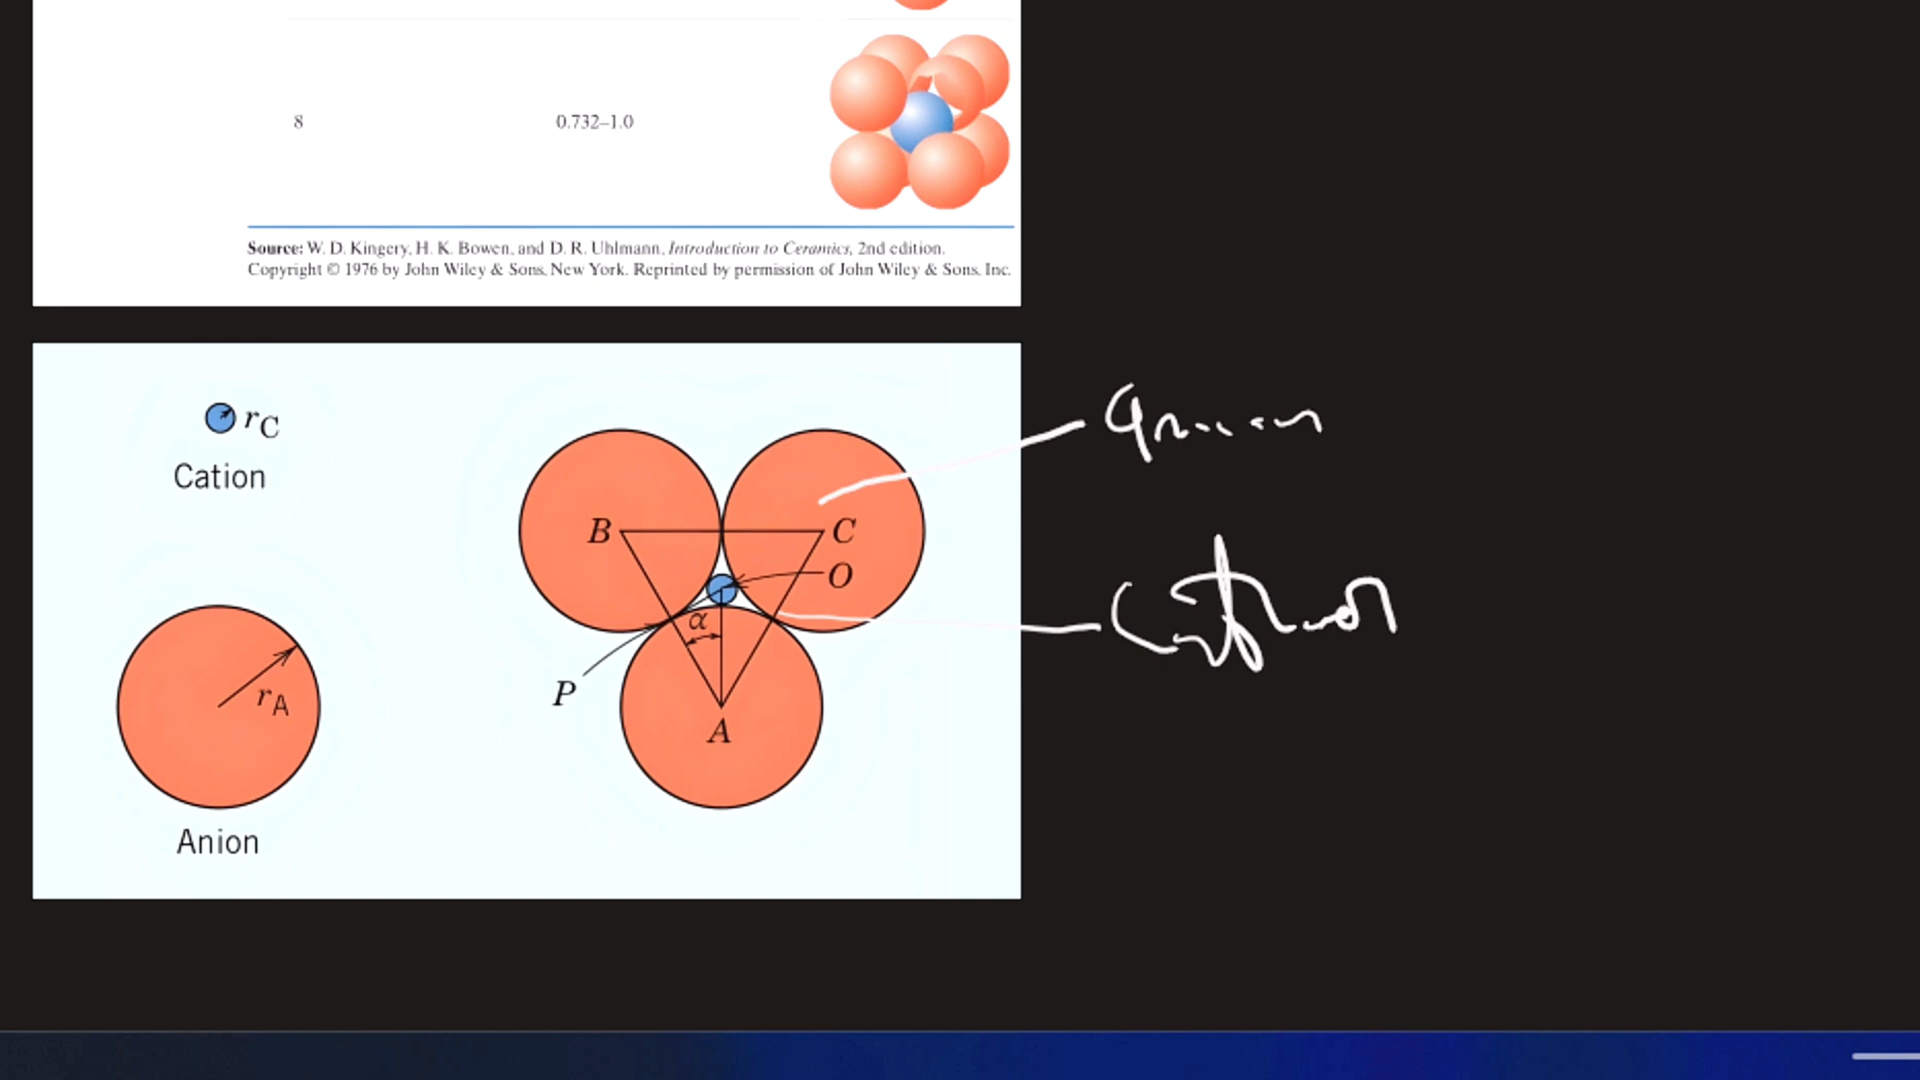 8 0.732–1.0
Source: W. D. Kingery, H. K. Bowen, and D. R. Uhlmann, Introduction to Ceramics, 2nd edition.
Copyright © 1976 by John Wiley & Sons, New York. Reprinted by permission of John Wiley & Sons, Inc.
rC
Cation
B
C
O
α
P
rA
A
Anion